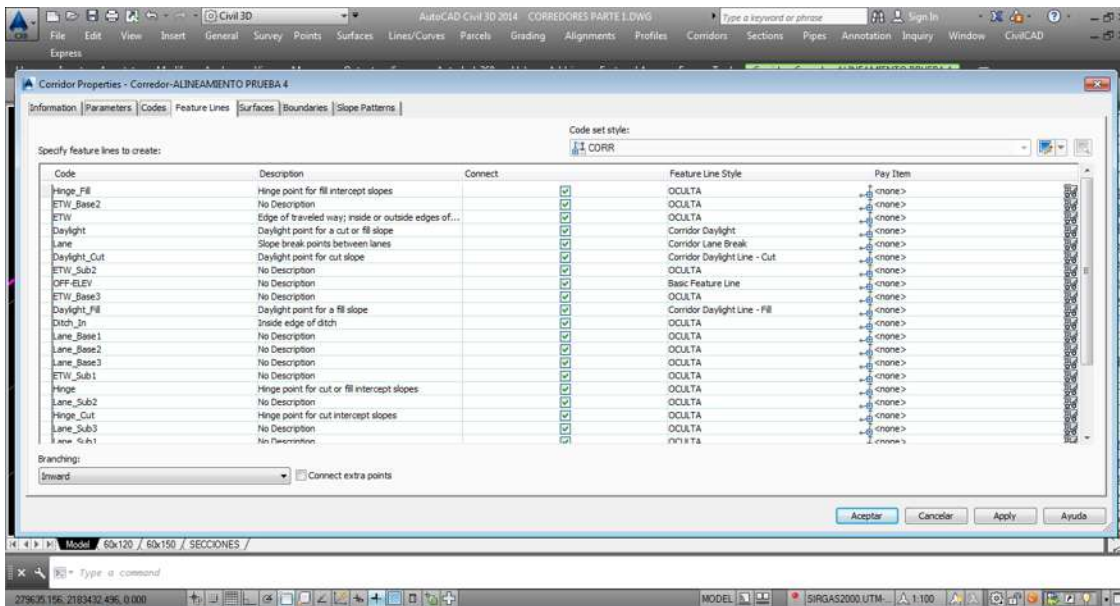 Civil 3D AutoCAD Civil 3D 2014 CORREDORES PARTE 1.DWG Type a keyword or phrase Sign In
File Edit View Insert General Survey Points Surfaces Lines/Curves Parcels Grading Alignments Profiles Corridors Sections Pipes Annotation Inquiry Window CivilCAD
Express
Corridor Properties - Corredor-ALINEAMIENTO PRUEBA 4
Information Parameters Codes Feature Lines Surfaces Boundaries Slope Patterns
Code set style:
Specify feature lines to create: CORR
Code Description Connect Feature Line Style Pay Item
Hinge_Fill Hinge point for fill intercept slopes OCULTA <none>
ETW_Base2 No Description OCULTA <none>
ETW Edge of traveled way; inside or outside edges of... OCULTA <none>
Daylight Daylight point for a cut or fill slope Corridor Daylight <none>
Lane Slope break points between lanes Corridor Lane Break <none>
Daylight_Cut Daylight point for cut slope Corridor Daylight Line - Cut <none>
ETW_Sub2 No Description OCULTA <none>
OFF-ELEV No Description Basic Feature Line <none>
ETW_Base3 No Description OCULTA <none>
Daylight_Fill Daylight point for a fill slope Corridor Daylight Line - Fill <none>
Ditch_In Inside edge of ditch OCULTA <none>
Lane_Base1 No Description OCULTA <none>
Lane_Base2 No Description OCULTA <none>
Lane_Base3 No Description OCULTA <none>
ETW_Sub1 No Description OCULTA <none>
Hinge Hinge point for cut or fill intercept slopes OCULTA <none>
Lane_Sub2 No Description OCULTA <none>
Hinge_Cut Hinge point for cut intercept slopes OCULTA <none>
Lane_Sub3 No Description OCULTA <none>
Lane_Sub1 No Description OCULTA <none>
Branching:
Inward Connect extra points
Aceptar Cancelar Apply Ayuda
Model 60x120 60x150 SECCIONES
Type a command
279635.156, 2183432.496, 0.000 MODEL SIRGAS2000.UTM-... 1:100